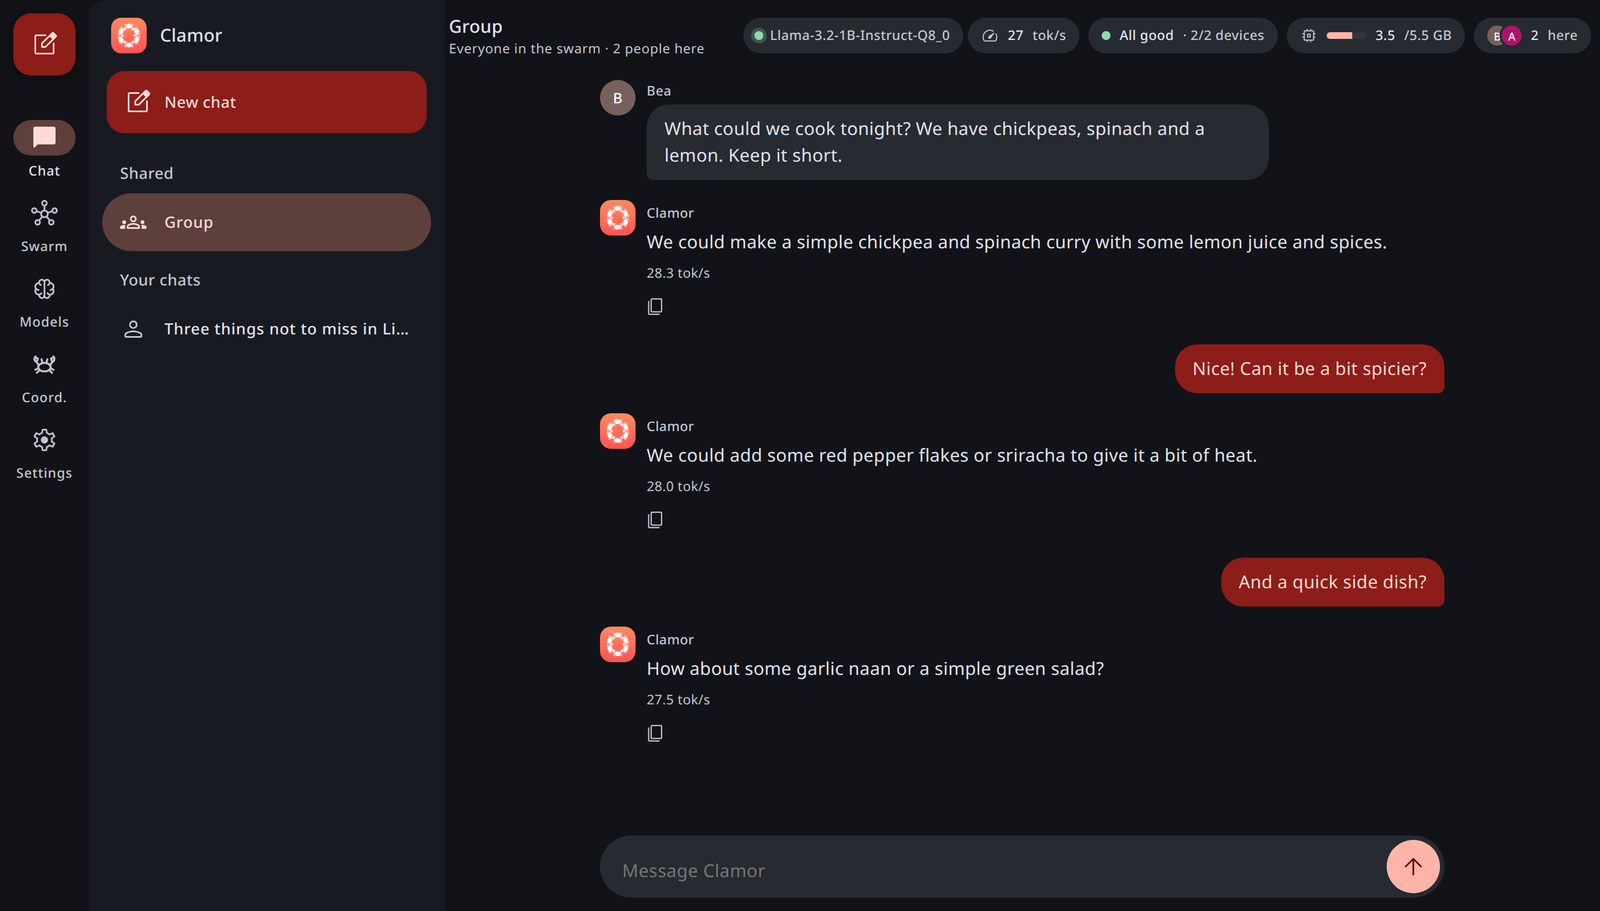 Chat
Swarm
Models
Coord.
Settings
Clamor
New chat
Shared
Group
Your chats
Three things not to miss in Li...
Group
Everyone in the swarm · 2 people here
Llama-3.2-1B-Instruct-Q8_0
27 tok/s
All good · 2/2 devices
3.5 /5.5 GB
B A 2 here
B
Bea
What could we cook tonight? We have chickpeas, spinach and a
lemon. Keep it short.
Clamor
We could make a simple chickpea and spinach curry with some lemon juice and spices.
28.3 tok/s
Nice! Can it be a bit spicier?
Clamor
We could add some red pepper flakes or sriracha to give it a bit of heat.
28.0 tok/s
And a quick side dish?
Clamor
How about some garlic naan or a simple green salad?
27.5 tok/s
Message Clamor